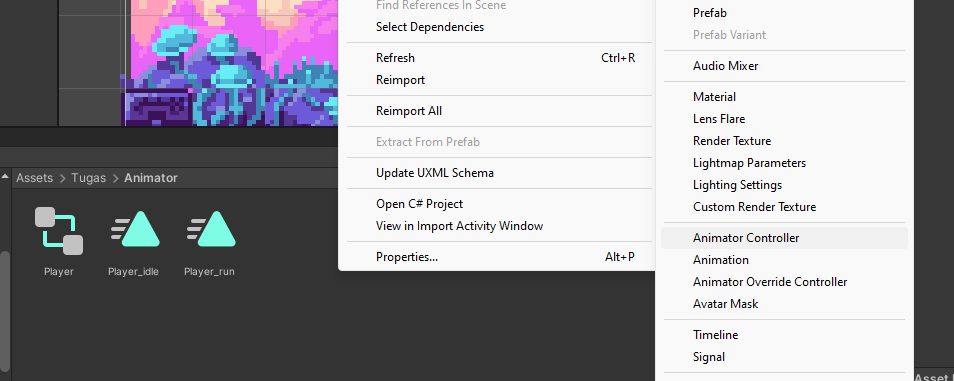 Find References In Scene
Select Dependencies
Refresh Ctrl+R
Reimport
Reimport All
Extract From Prefab
Update UXML Schema
Open C# Project
View in Import Activity Window
Properties... Alt+P
Prefab
Prefab Variant
Audio Mixer
Material
Lens Flare
Render Texture
Lightmap Parameters
Lighting Settings
Custom Render Texture
Animator Controller
Animation
Animator Override Controller
Avatar Mask
Timeline
Signal
Assets > Tugas > Animator
Player
Player_idle
Player_run
Asset